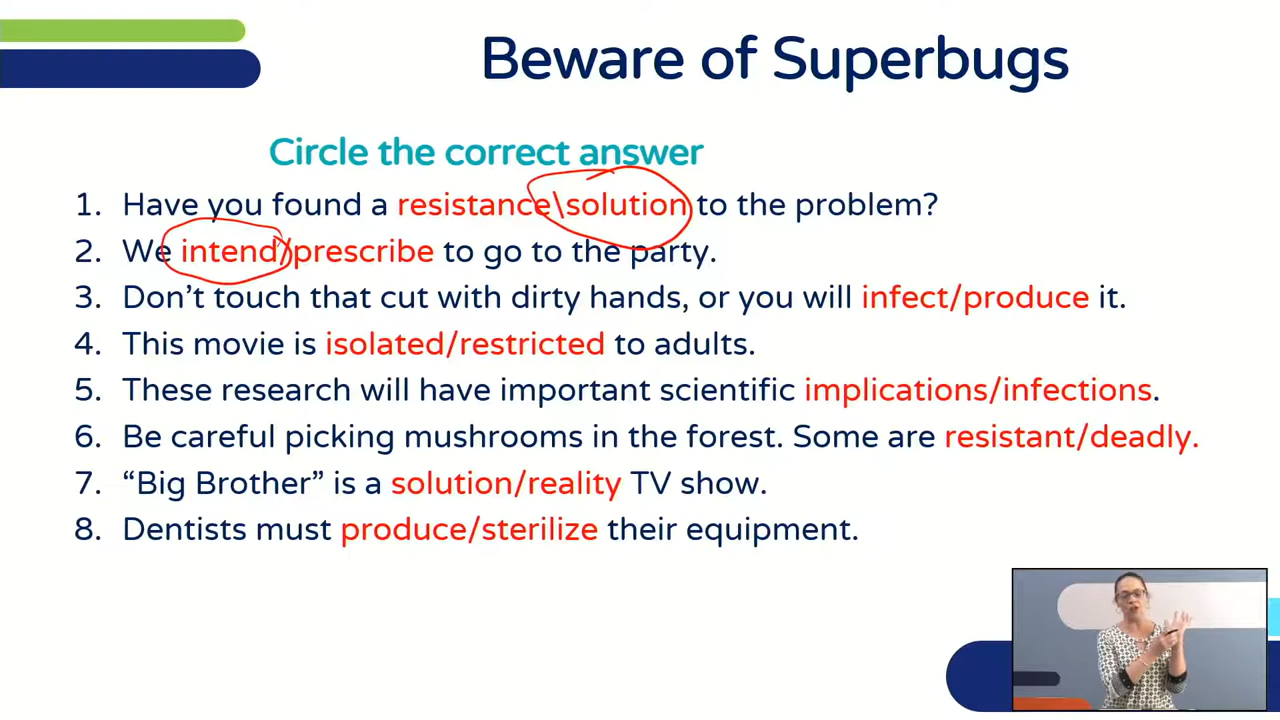 Beware of Superbugs
Circle the correct answer
1. Have you found a resistance\solution to the problem?
2. We intend/prescribe to go to the party.
3. Don't touch that cut with dirty hands, or you will infect/produce it.
4. This movie is isolated/restricted to adults.
5. These research will have important scientific implications/infections.
6. Be careful picking mushrooms in the forest. Some are resistant/deadly.
7. “Big Brother” is a solution/reality TV show.
8. Dentists must produce/sterilize their equipment.